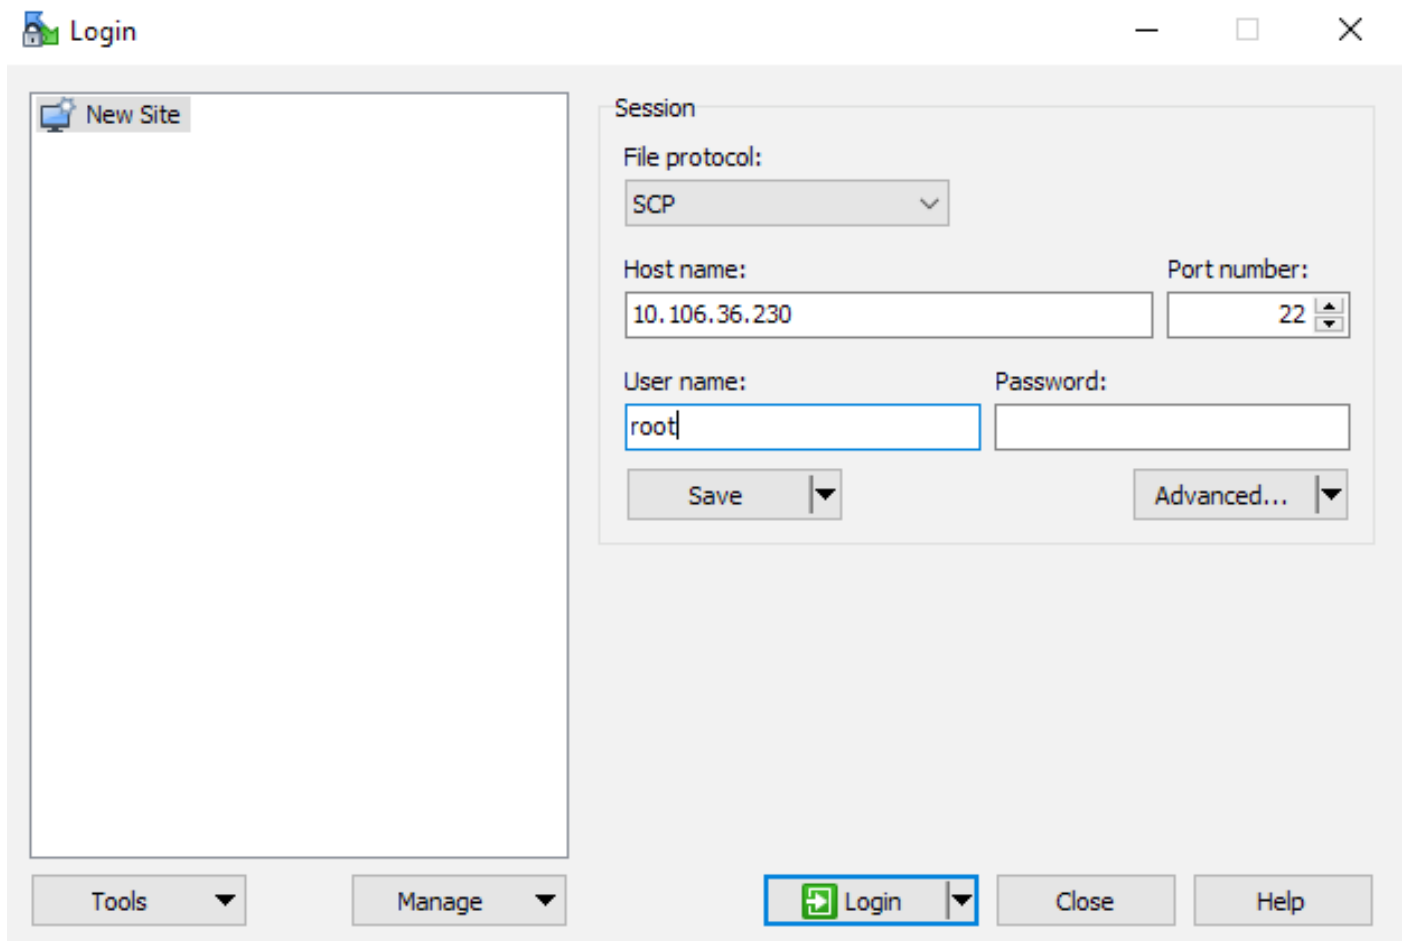 Login
New Site
Session
File protocol:
SCP
Host name: Port number:
10.106.36.230 22
User name: Password:
root
Save Advanced...
Tools Manage Login Close Help